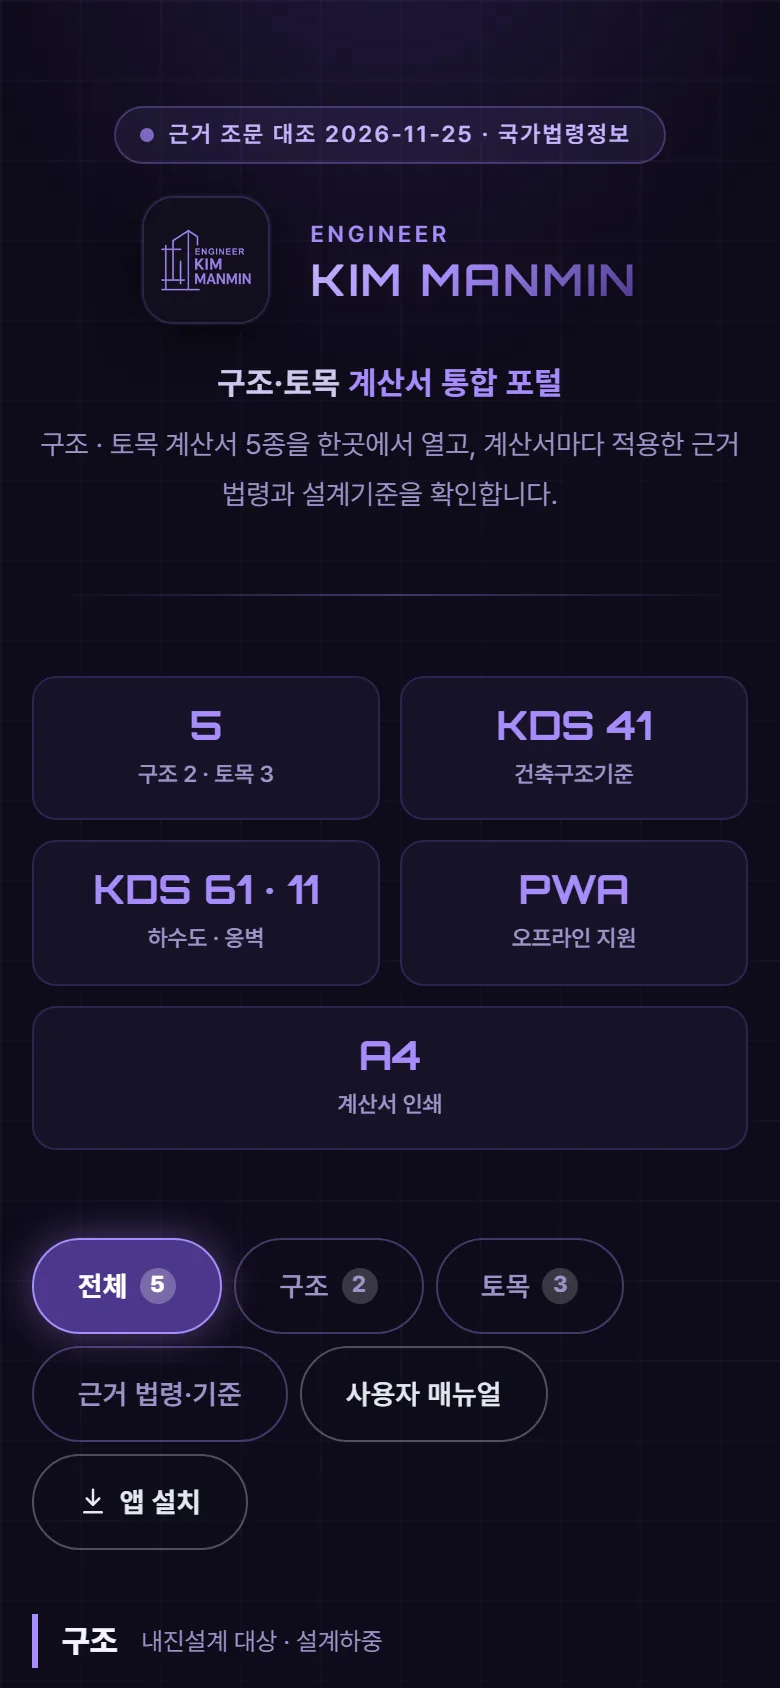 근거 조문 대조 2026-11-25 · 국가법령정보
ENGINEER
KIM
MANMIN
ENGINEER
KIM MANMIN
구조·토목 계산서 통합 포털
구조 · 토목 계산서 5종을 한곳에서 열고, 계산서마다 적용한 근거
법령과 설계기준을 확인합니다.
5
구조 2 · 토목 3
KDS 41
건축구조기준
KDS 61 · 11
하수도 · 옹벽
PWA
오프라인 지원
A4
계산서 인쇄
전체 5
구조 2
토목 3
근거 법령·기준
사용자 매뉴얼
앱 설치
구조 내진설계 대상 · 설계하중